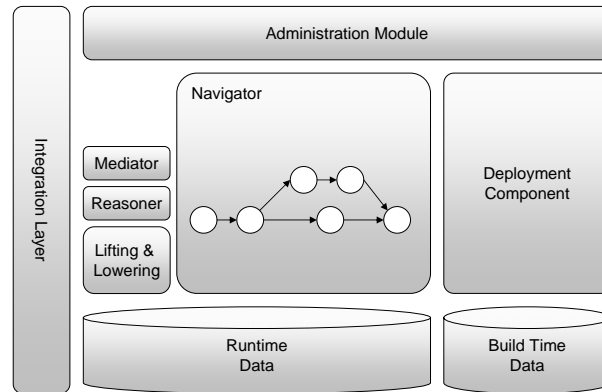 Administration Module
Integration Layer
Navigator
Mediator
Reasoner
Lifting &
Lowering
Deployment
Component
Runtime
Data
Build Time
Data